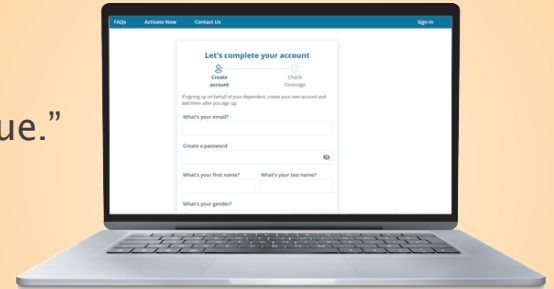 FAQs Activate Now Contact Us Sign In
Let's complete your account
Create account
Check Coverage
If signing up on behalf of your dependent, create your own account and
add them after you sign up.
ue.”
What's your email?
Create a password
What's your first name? What's your last name?
What's your gender?